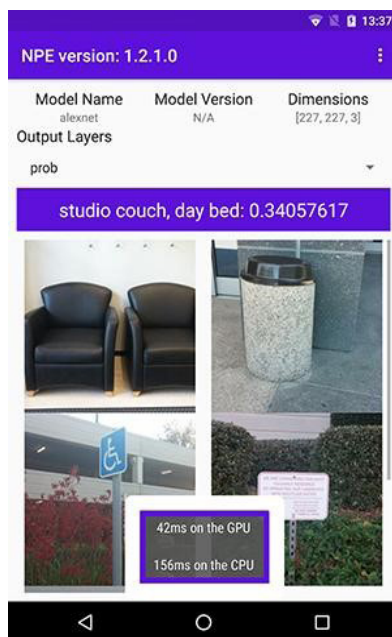 13:37
NPE version: 1.2.1.0
Model Name Model Version Dimensions
alexnet N/A [227, 227, 3]
Output Layers
prob
studio couch, day bed: 0.34057617
42ms on the GPU
156ms on the CPU